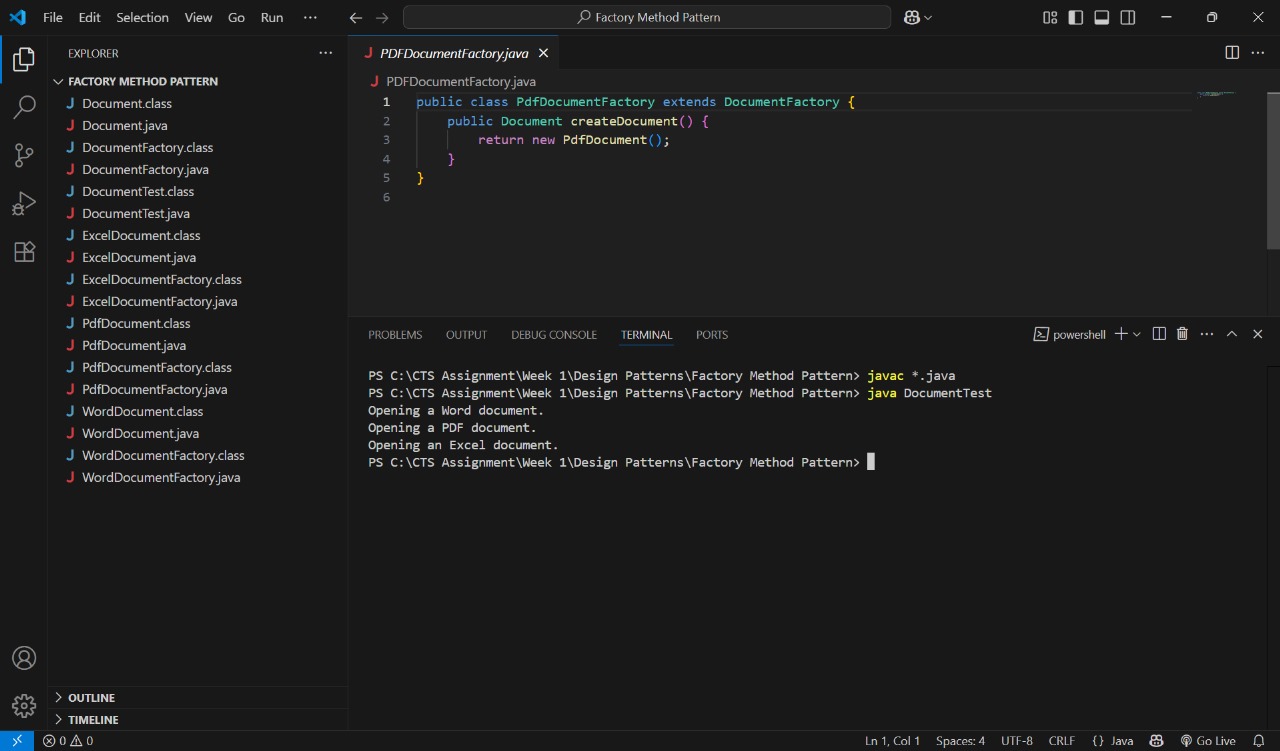 File Edit Selection View Go Run ··· Factory Method Pattern
EXPLORER ···
FACTORY METHOD PATTERN
J Document.class
J Document.java
J DocumentFactory.class
J DocumentFactory.java
J DocumentTest.class
J DocumentTest.java
J ExcelDocument.class
J ExcelDocument.java
J ExcelDocumentFactory.class
J ExcelDocumentFactory.java
J PdfDocument.class
J PdfDocument.java
J PdfDocumentFactory.class
J PdfDocumentFactory.java
J WordDocument.class
J WordDocument.java
J WordDocumentFactory.class
J WordDocumentFactory.java
OUTLINE
TIMELINE
J PDFDocumentFactory.java
J PDFDocumentFactory.java
1 public class PdfDocumentFactory extends DocumentFactory {
2 public Document createDocument() {
3 return new PdfDocument();
4 }
5 }
6
PROBLEMS OUTPUT DEBUG CONSOLE TERMINAL PORTS powershell
PS C:\CTS Assignment\Week 1\Design Patterns\Factory Method Pattern> javac *.java
PS C:\CTS Assignment\Week 1\Design Patterns\Factory Method Pattern> java DocumentTest
Opening a Word document.
Opening a PDF document.
Opening an Excel document.
PS C:\CTS Assignment\Week 1\Design Patterns\Factory Method Pattern>
0 0 Ln 1, Col 1 Spaces: 4 UTF-8 CRLF {} Java Go Live